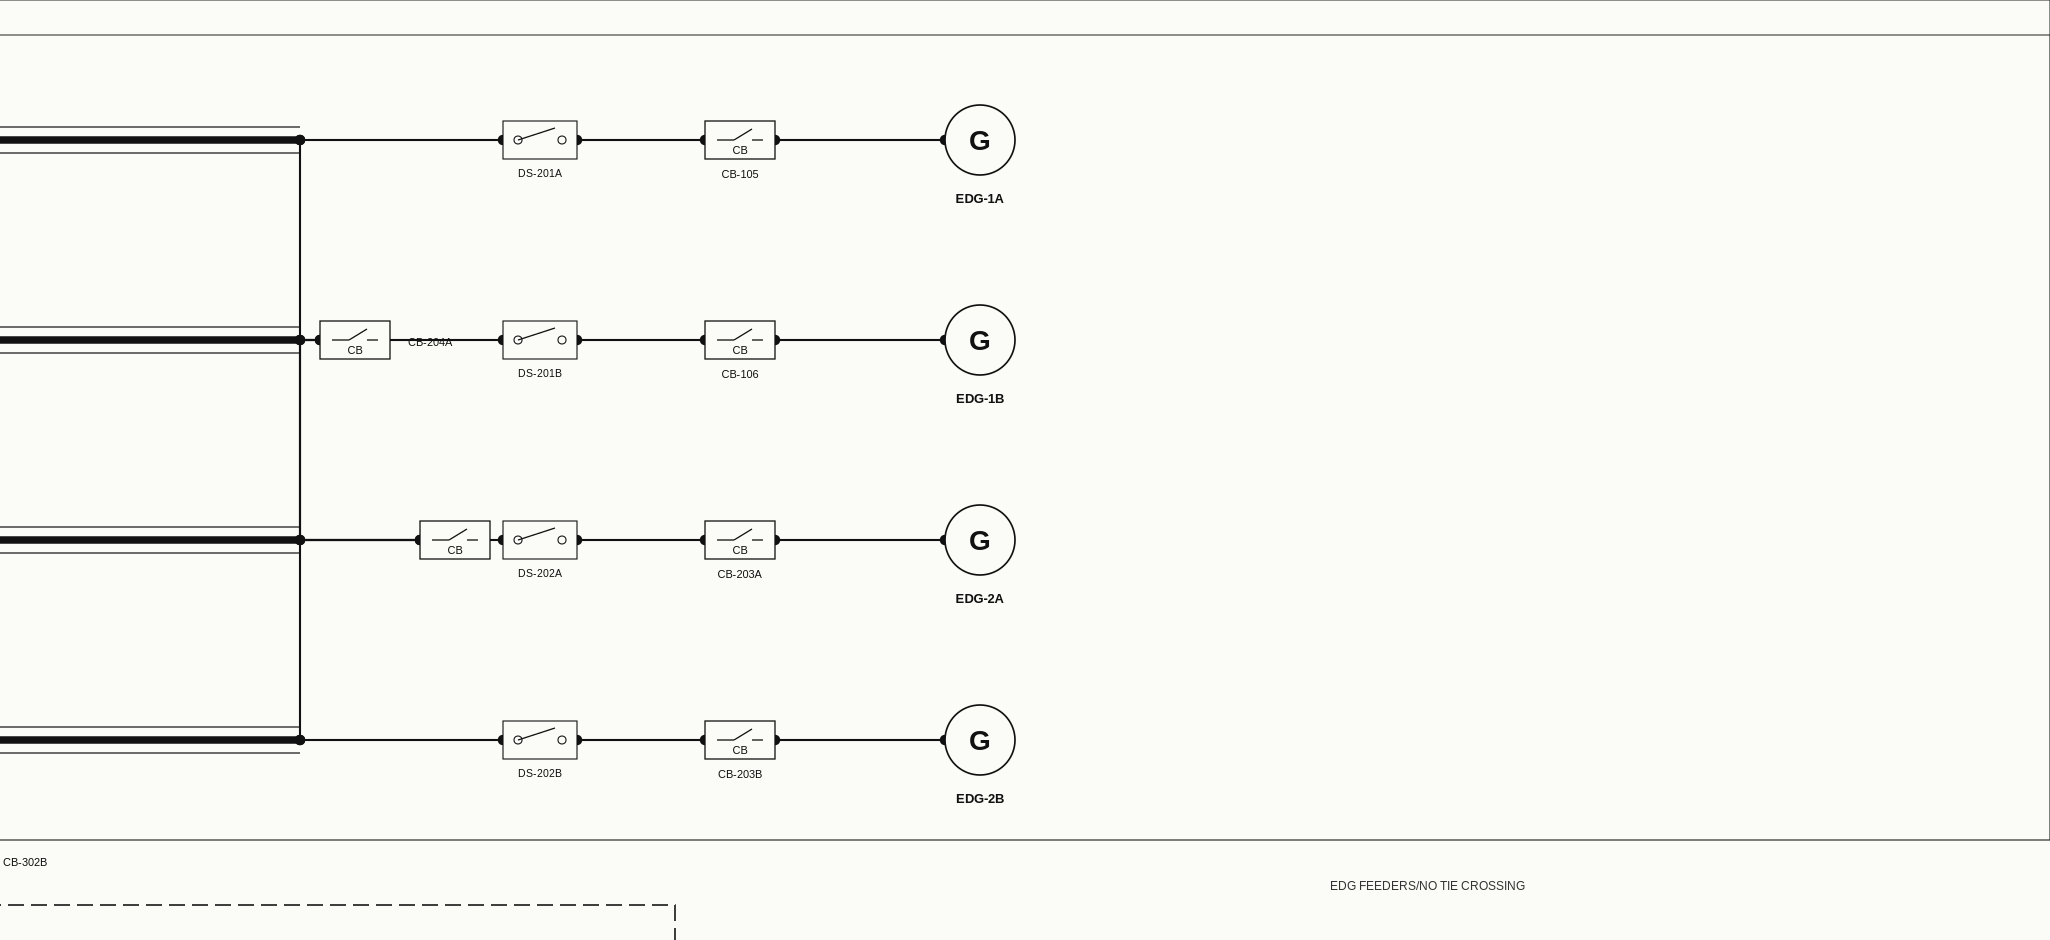 CB
DS-201A
CB-105
G
EDG-1A
CB
CB-204A
DS-201B
CB
CB-106
G
EDG-1B
CB
DS-202A
CB
CB-203A
G
EDG-2A
DS-202B
CB
CB-203B
G
EDG-2B
CB-302B
EDG FEEDERS/NO TIE CROSSING